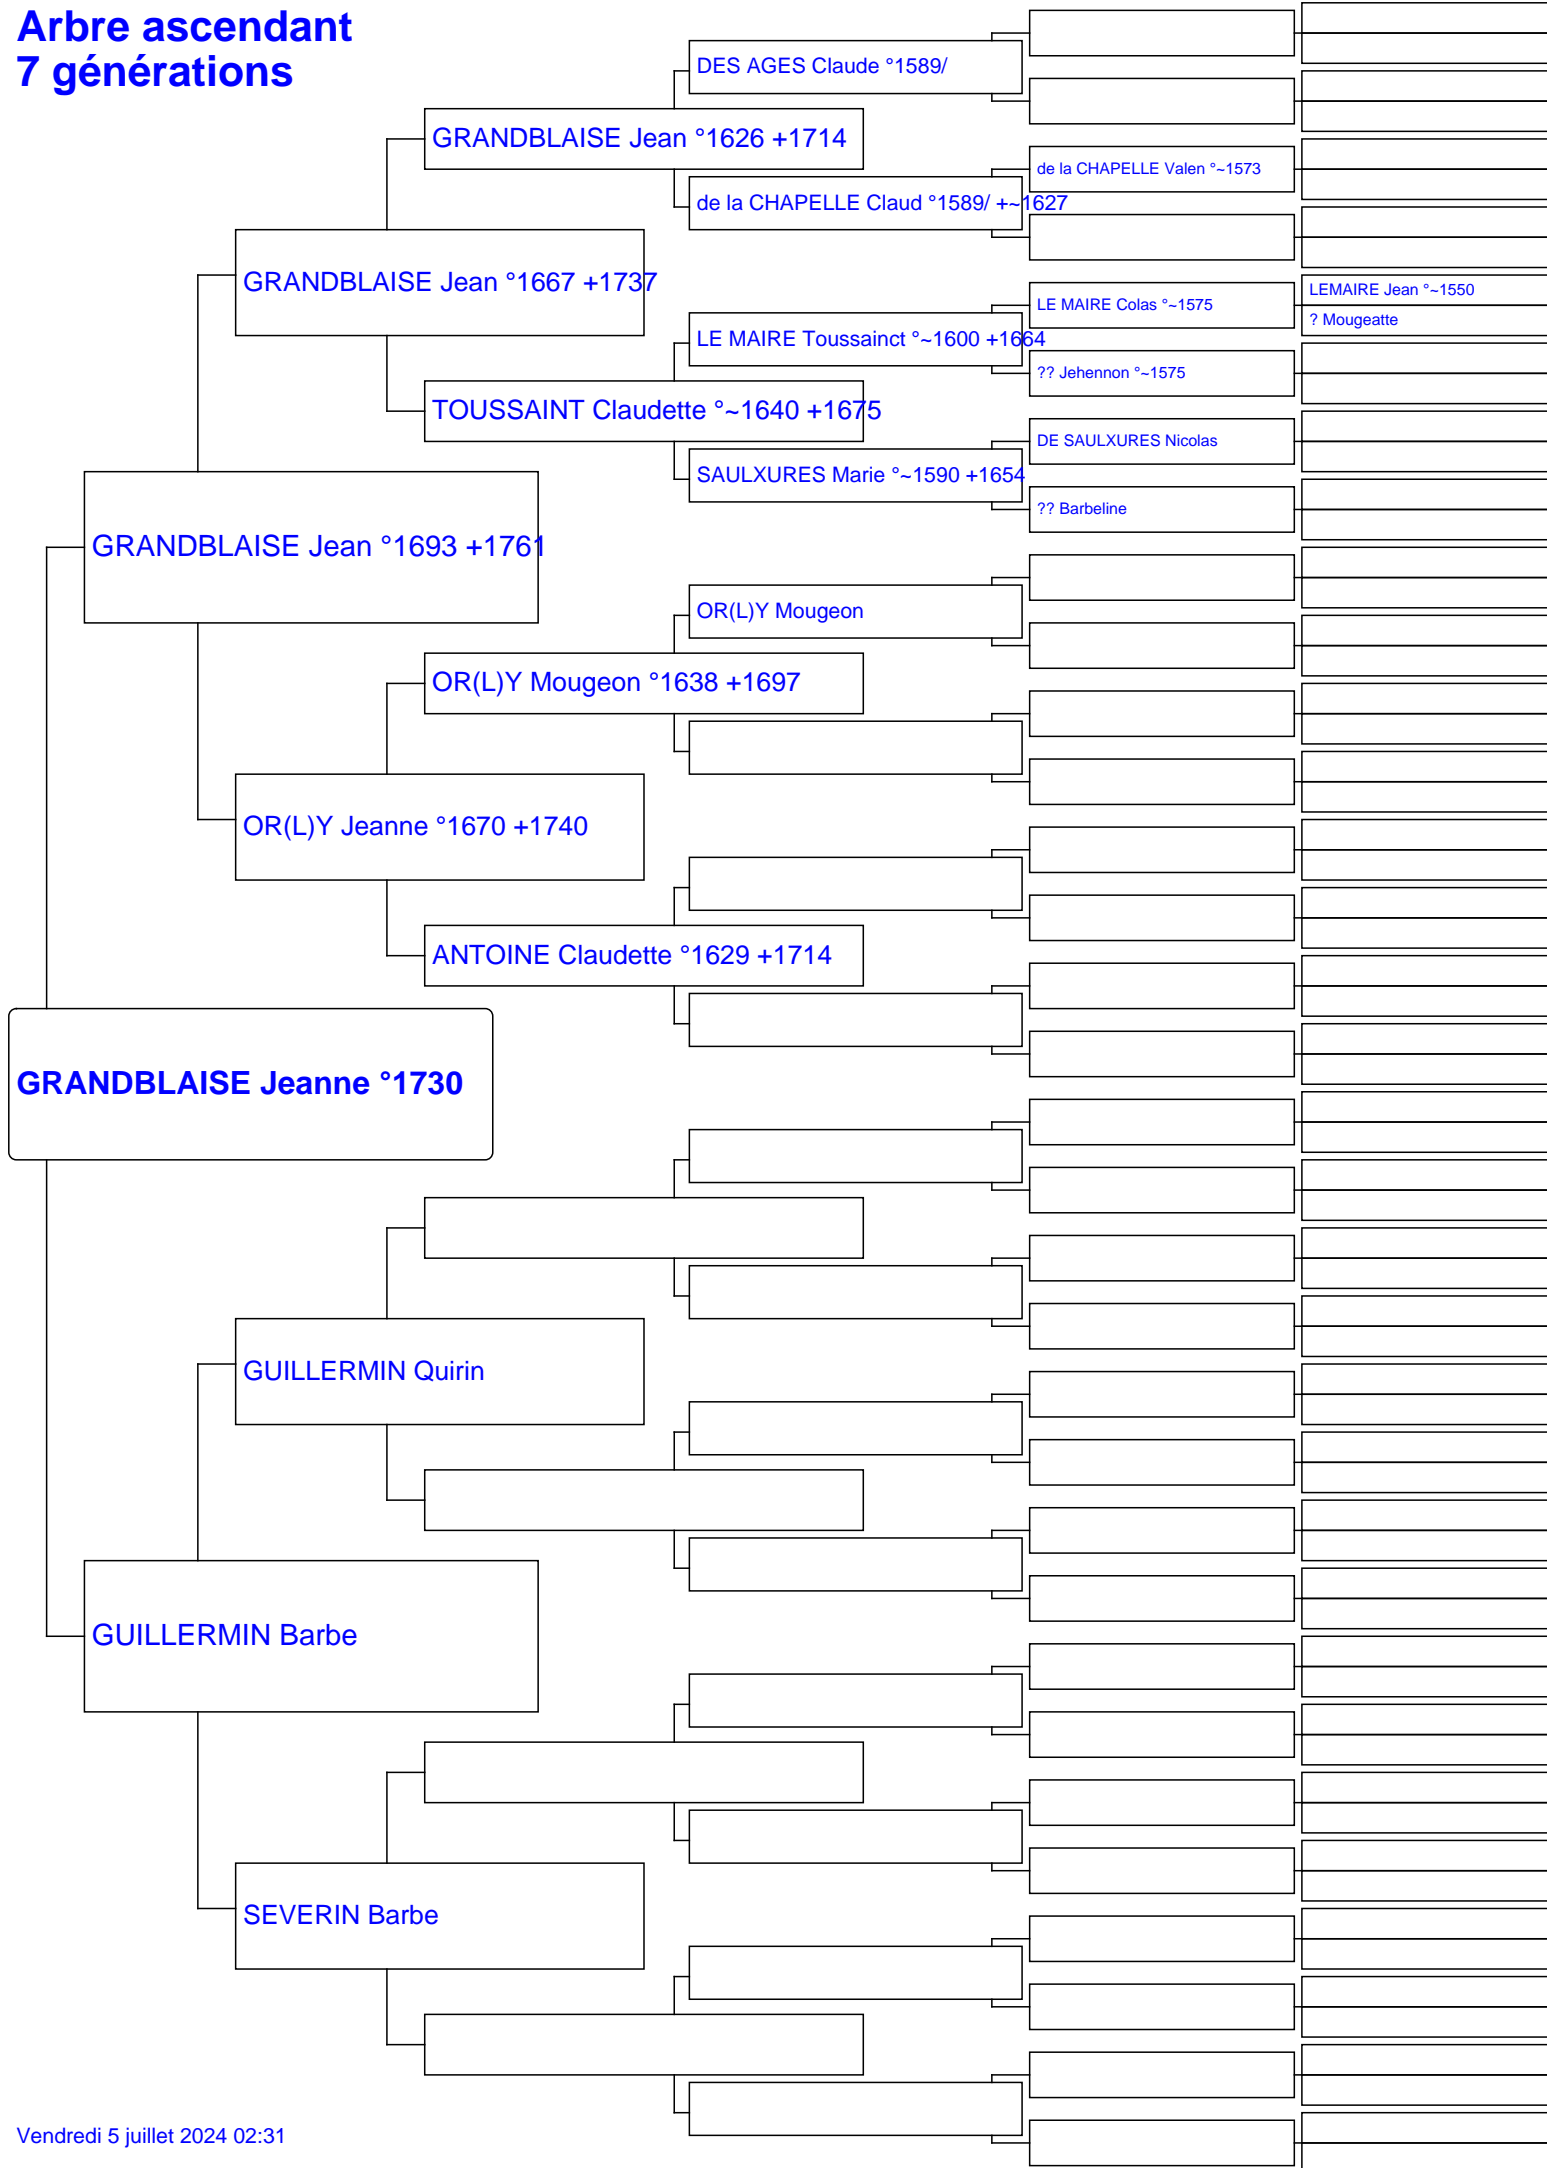 Arbre ascendant
7 générations
DES AGES Claude °1589/
GRANDBLAISE Jean °1626 +1714
de la CHAPELLE Valen °~1573
de la CHAPELLE Claud °1589/ +~1627
GRANDBLAISE Jean °1667 +1737
LEMAIRE Jean °~1550
LE MAIRE Colas °~1575
? Mougeatte
LE MAIRE Toussainct °~1600 +1664
?? Jehennon °~1575
TOUSSAINT Claudette °~1640 +1675
DE SAULXURES Nicolas
SAULXURES Marie °~1590 +1654
?? Barbeline
GRANDBLAISE Jean °1693 +1761
OR(L)Y Mougeon
OR(L)Y Mougeon °1638 +1697
OR(L)Y Jeanne °1670 +1740
ANTOINE Claudette °1629 +1714
GRANDBLAISE Jeanne °1730
GUILLERMIN Quirin
GUILLERMIN Barbe
SEVERIN Barbe
Vendredi 5 juillet 2024 02:31